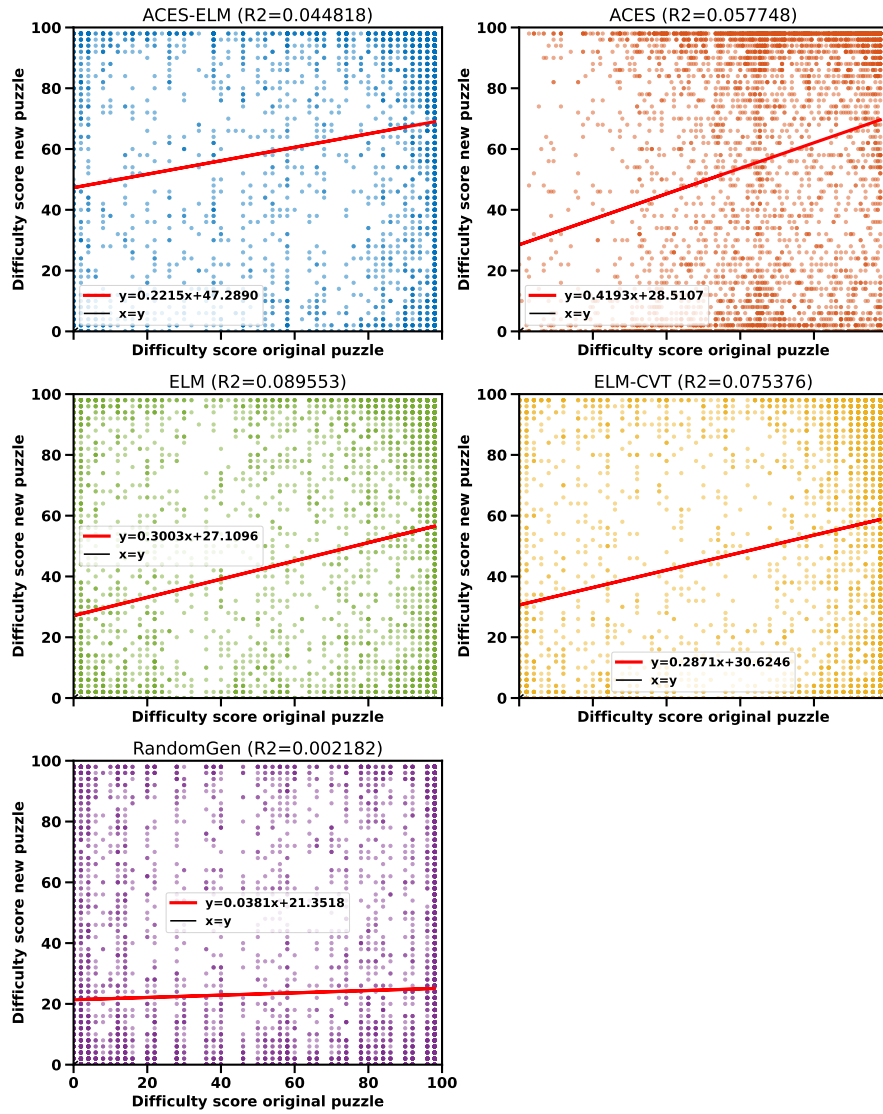 ACES-ELM (R2=0.044818)
100
80
60
40
20
0
Difficulty score new puzzle
y=0.2215x+47.2890
x=y
Difficulty score original puzzle
ACES (R2=0.057748)
100
80
60
40
20
0
Difficulty score new puzzle
y=0.4193x+28.5107
x=y
Difficulty score original puzzle
ELM (R2=0.089553)
100
80
60
40
20
0
Difficulty score new puzzle
y=0.3003x+27.1096
x=y
Difficulty score original puzzle
ELM-CVT (R2=0.075376)
100
80
60
40
20
0
Difficulty score new puzzle
y=0.2871x+30.6246
x=y
Difficulty score original puzzle
RandomGen (R2=0.002182)
100
80
60
40
20
0
Difficulty score new puzzle
y=0.0381x+21.3518
x=y
0 20 40 60 80 100
Difficulty score original puzzle